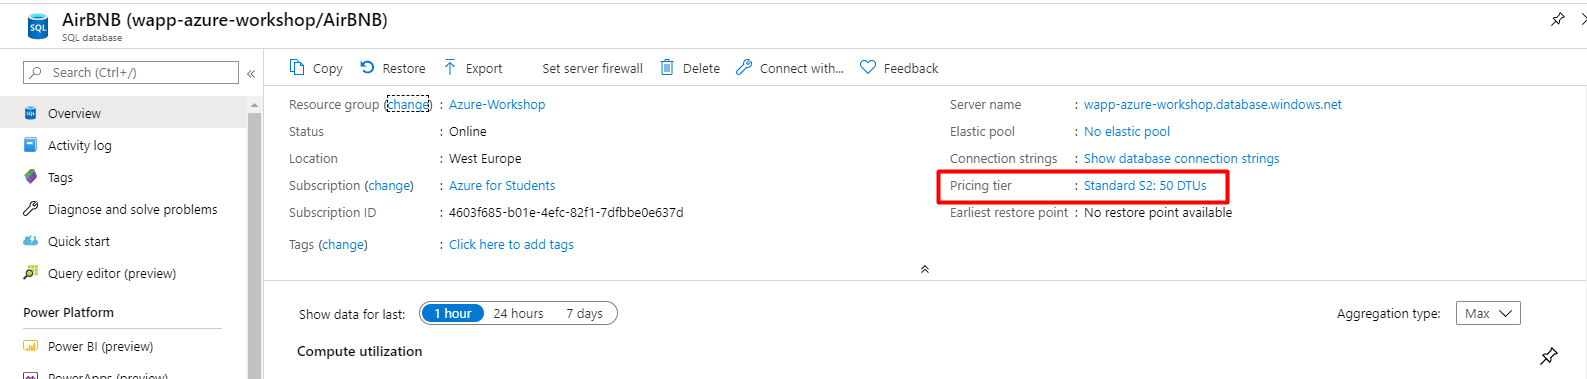 AirBNB (wapp-azure-workshop/AirBNB)
SQL
SQL database
Search (Ctrl+/)
«
Overview
Activity log
Tags
Diagnose and solve problems
Quick start
Query editor (preview)
Power Platform
Power BI (preview)
PowerApps (preview)
Copy
Restore
Export
Set server firewall
Delete
Connect with...
Feedback
Resource group (change) : Azure-Workshop
Status : Online
Location : West Europe
Subscription (change) : Azure for Students
Subscription ID : 4603f685-b01e-4efc-82f1-7dfbbe0e637d
Tags (change) : Click here to add tags
Server name : wapp-azure-workshop.database.windows.net
Elastic pool : No elastic pool
Connection strings : Show database connection strings
Pricing tier : Standard S2: 50 DTUs
Earliest restore point : No restore point available
Show data for last: 1 hour 24 hours 7 days
Aggregation type: Max
Compute utilization